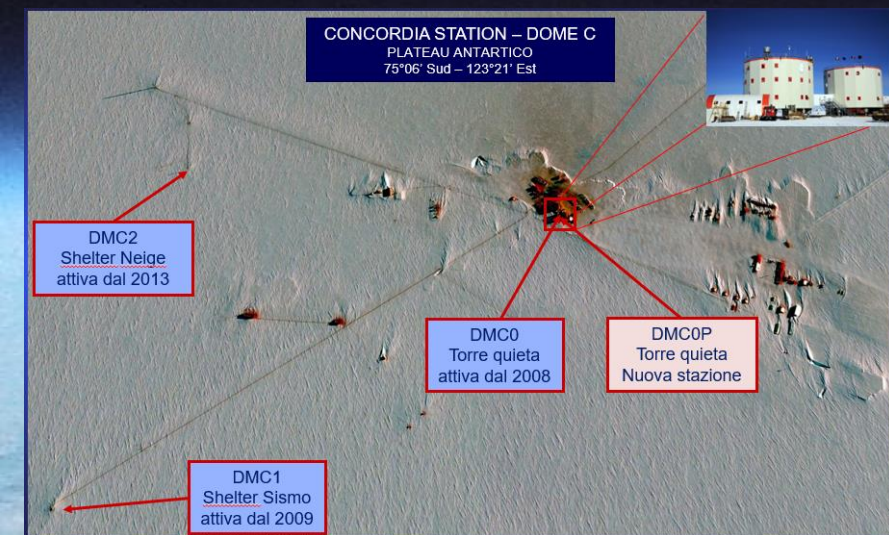 CONCORDIA STATION – DOME C
PLATEAU ANTARTICO
75°06' Sud – 123°21' Est
DMC2
Shelter Neige
attiva dal 2013
DMC0
Torre quieta
attiva dal 2008
DMC0P
Torre quieta
Nuova stazione
DMC1
Shelter Sismo
attiva dal 2009